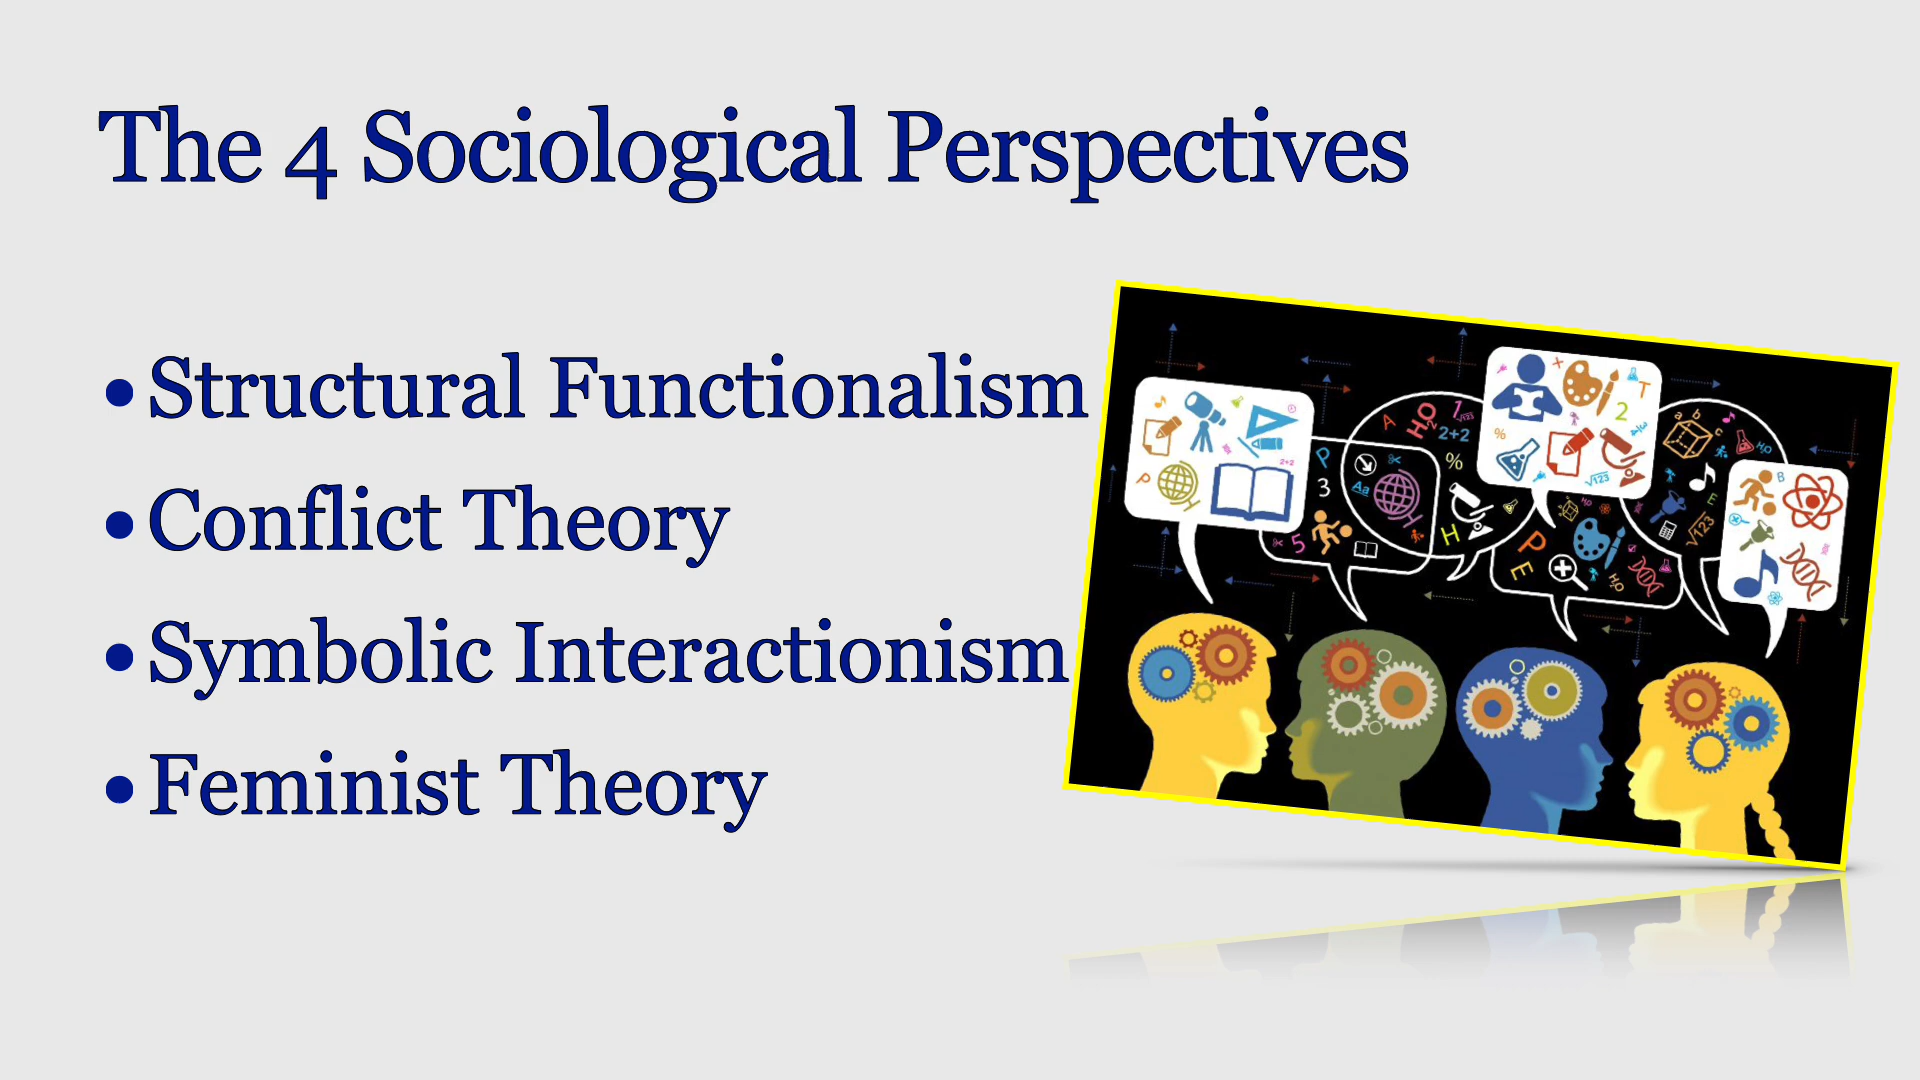 The 4 Sociological Perspectives
• Structural Functionalism
• Conflict Theory
• Symbolic Interactionism
• Feminist Theory